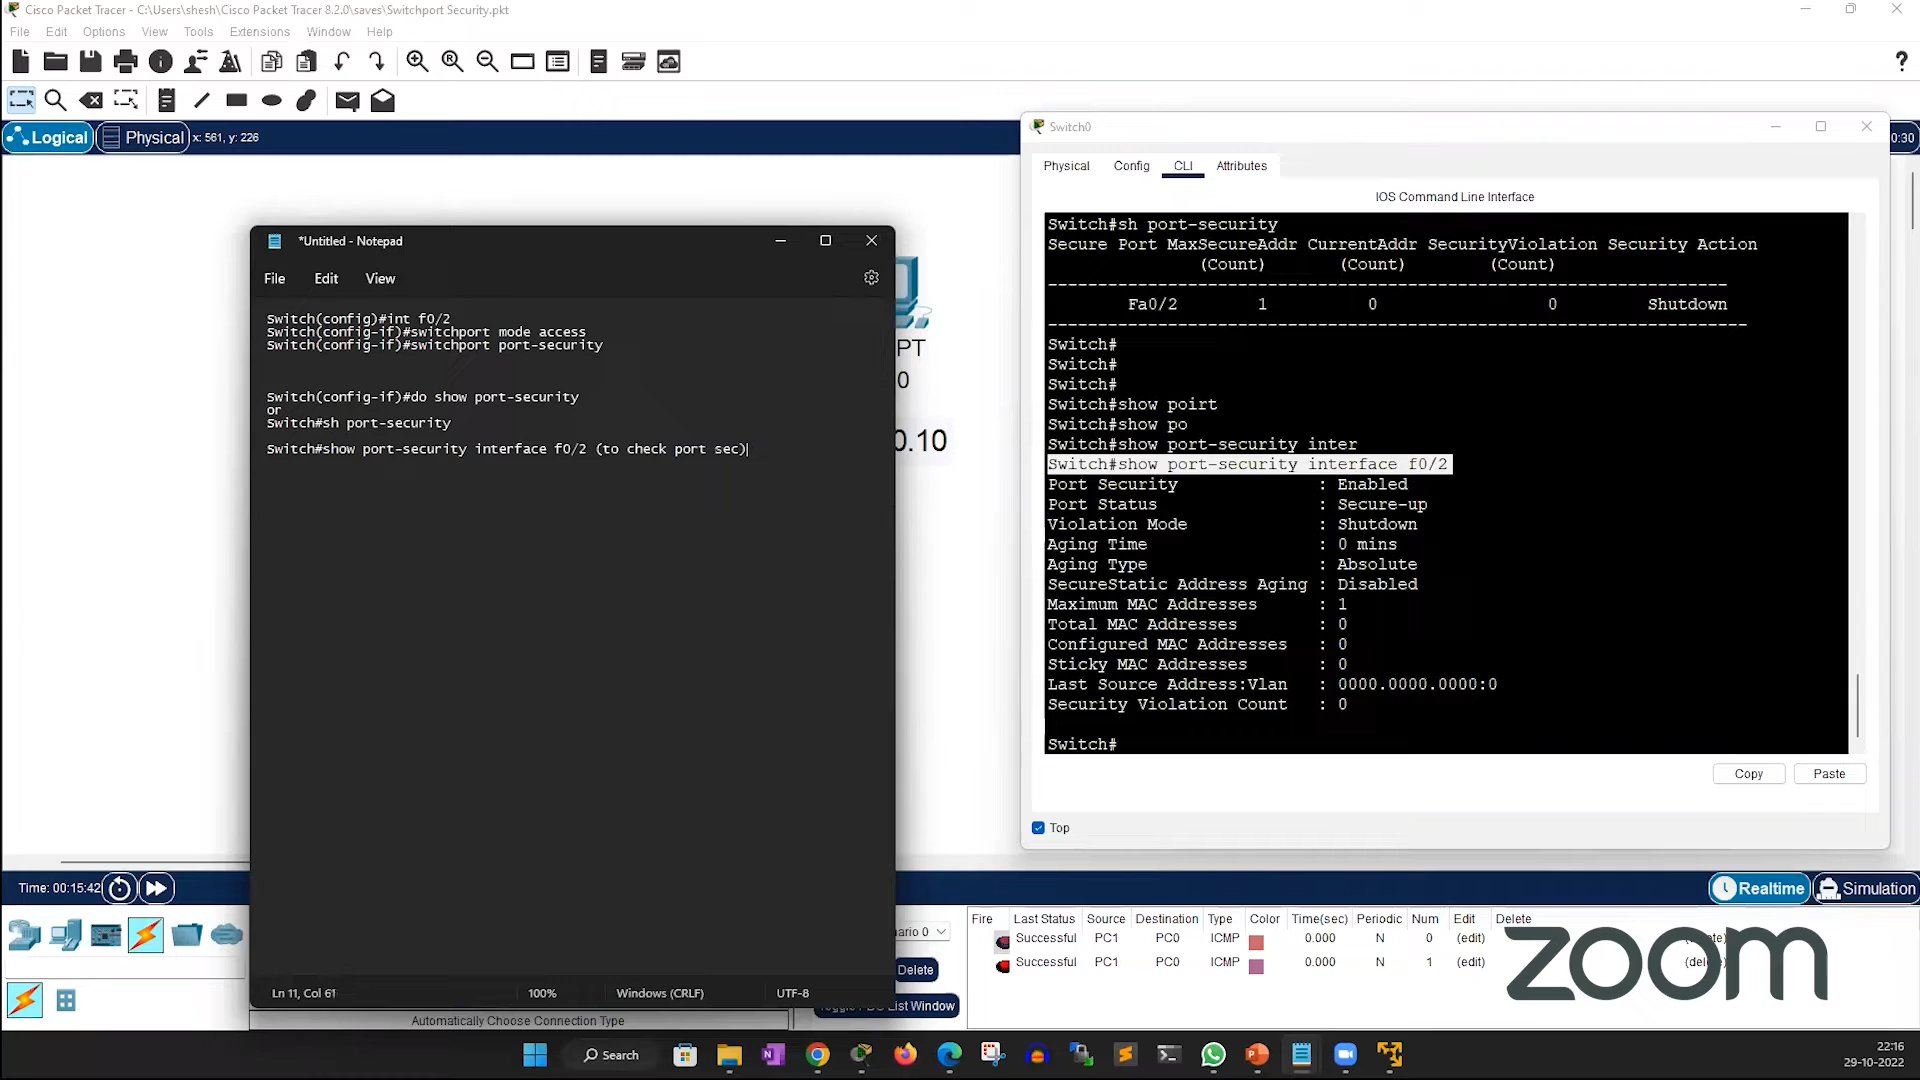 Cisco Packet Tracer - C:\Users\shesh\Cisco Packet Tracer 8.2.0\saves\Switchport Security.pkt
File Edit Options View Tools Extensions Window Help
Logical Physical x: 561, y: 226
0:30
Switch0
Physical Config CLI Attributes
IOS Command Line Interface
Switch#sh port-security
Secure Port MaxSecureAddr CurrentAddr SecurityViolation Security Action
(Count) (Count) (Count)
--------------------------------------------------------------------
Fa0/2 1 0 0 Shutdown
----------------------------------------------------------------------
Switch#
Switch#
Switch#
Switch#show poirt
Switch#show po
Switch#show port-security inter
Switch#show port-security interface f0/2
Port Security : Enabled
Port Status : Secure-up
Violation Mode : Shutdown
Aging Time : 0 mins
Aging Type : Absolute
SecureStatic Address Aging : Disabled
Maximum MAC Addresses : 1
Total MAC Addresses : 0
Configured MAC Addresses : 0
Sticky MAC Addresses : 0
Last Source Address:Vlan : 0000.0000.0000:0
Security Violation Count : 0
Switch#
Copy Paste
Top
*Untitled - Notepad
File Edit View
Switch(config)#int f0/2
Switch(config-if)#switchport mode access
Switch(config-if)#switchport port-security
Switch(config-if)#do show port-security
or
Switch#sh port-security
Switch#show port-security interface f0/2 (to check port sec)
Ln 11, Col 61 100% Windows (CRLF) UTF-8
PT
0
0.10
Time: 00:15:42
Realtime Simulation
ario 0
Delete
List Window
Automatically Choose Connection Type
Fire Last Status Source Destination Type Color Time(sec) Periodic Num Edit Delete
Successful PC1 PC0 ICMP 0.000 N 0 (edit)
Successful PC1 PC0 ICMP 0.000 N 1 (edit)
zoom
Search
22:16
29-10-2022